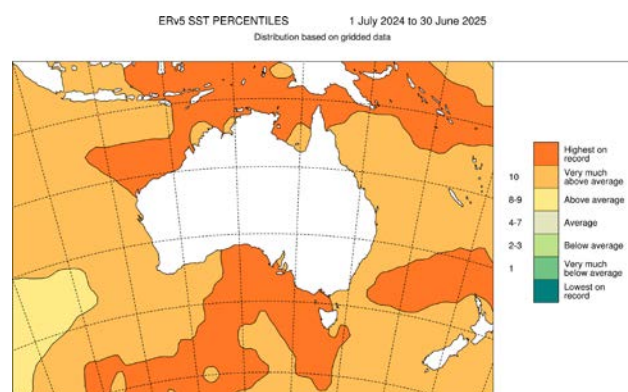 ERv5 SST PERCENTILES 1 July 2024 to 30 June 2025
Distribution based on gridded data
Highest on
record
10
Very much
above average
8-9
Above average
4-7
Average
2-3
Below average
1
Very much
below average
Lowest on
record